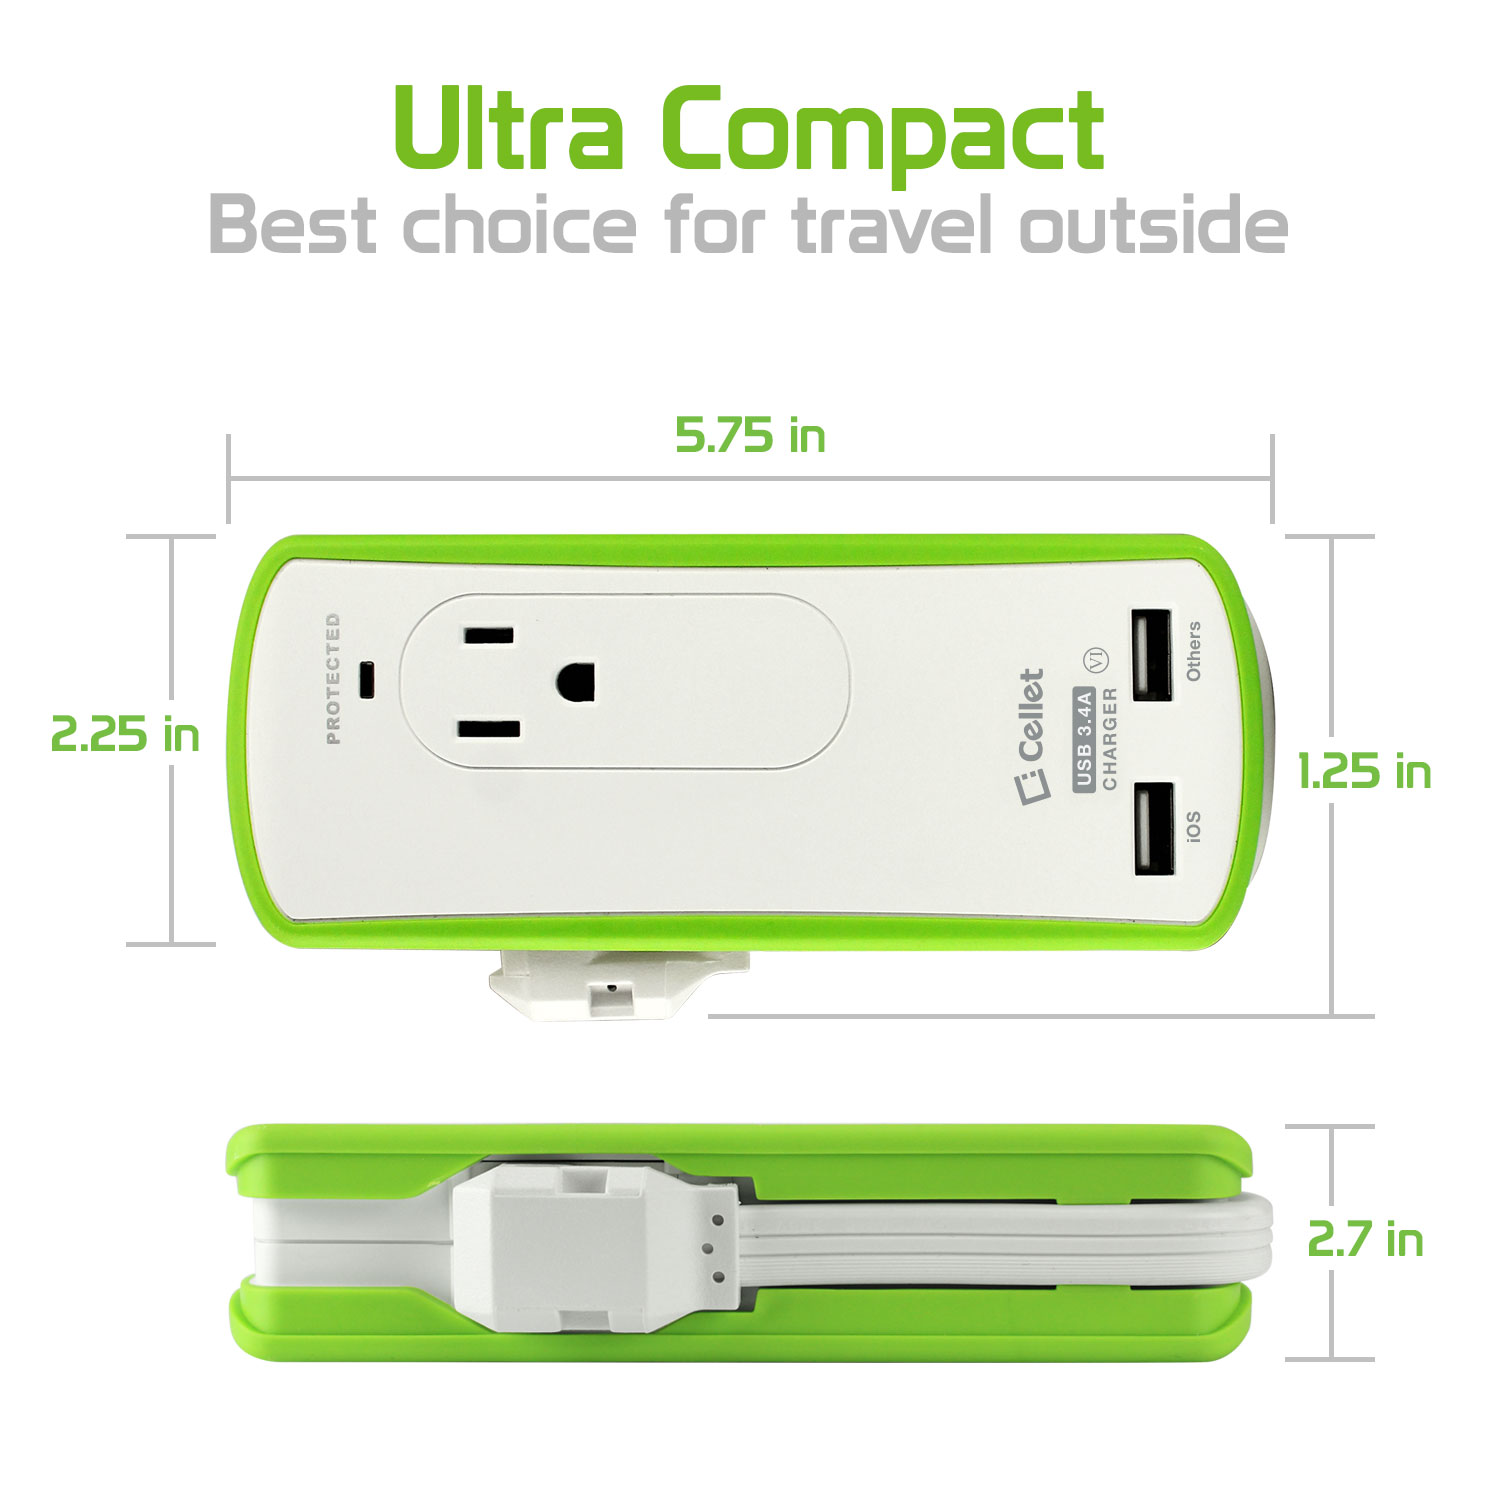 Ultra Compact
Best choice for travel outside
5.75 in
2.25 in
PROTECTED
Cellet
USB 3.4A
CHARGER
VI
Others
iOS
1.25 in
2.7 in